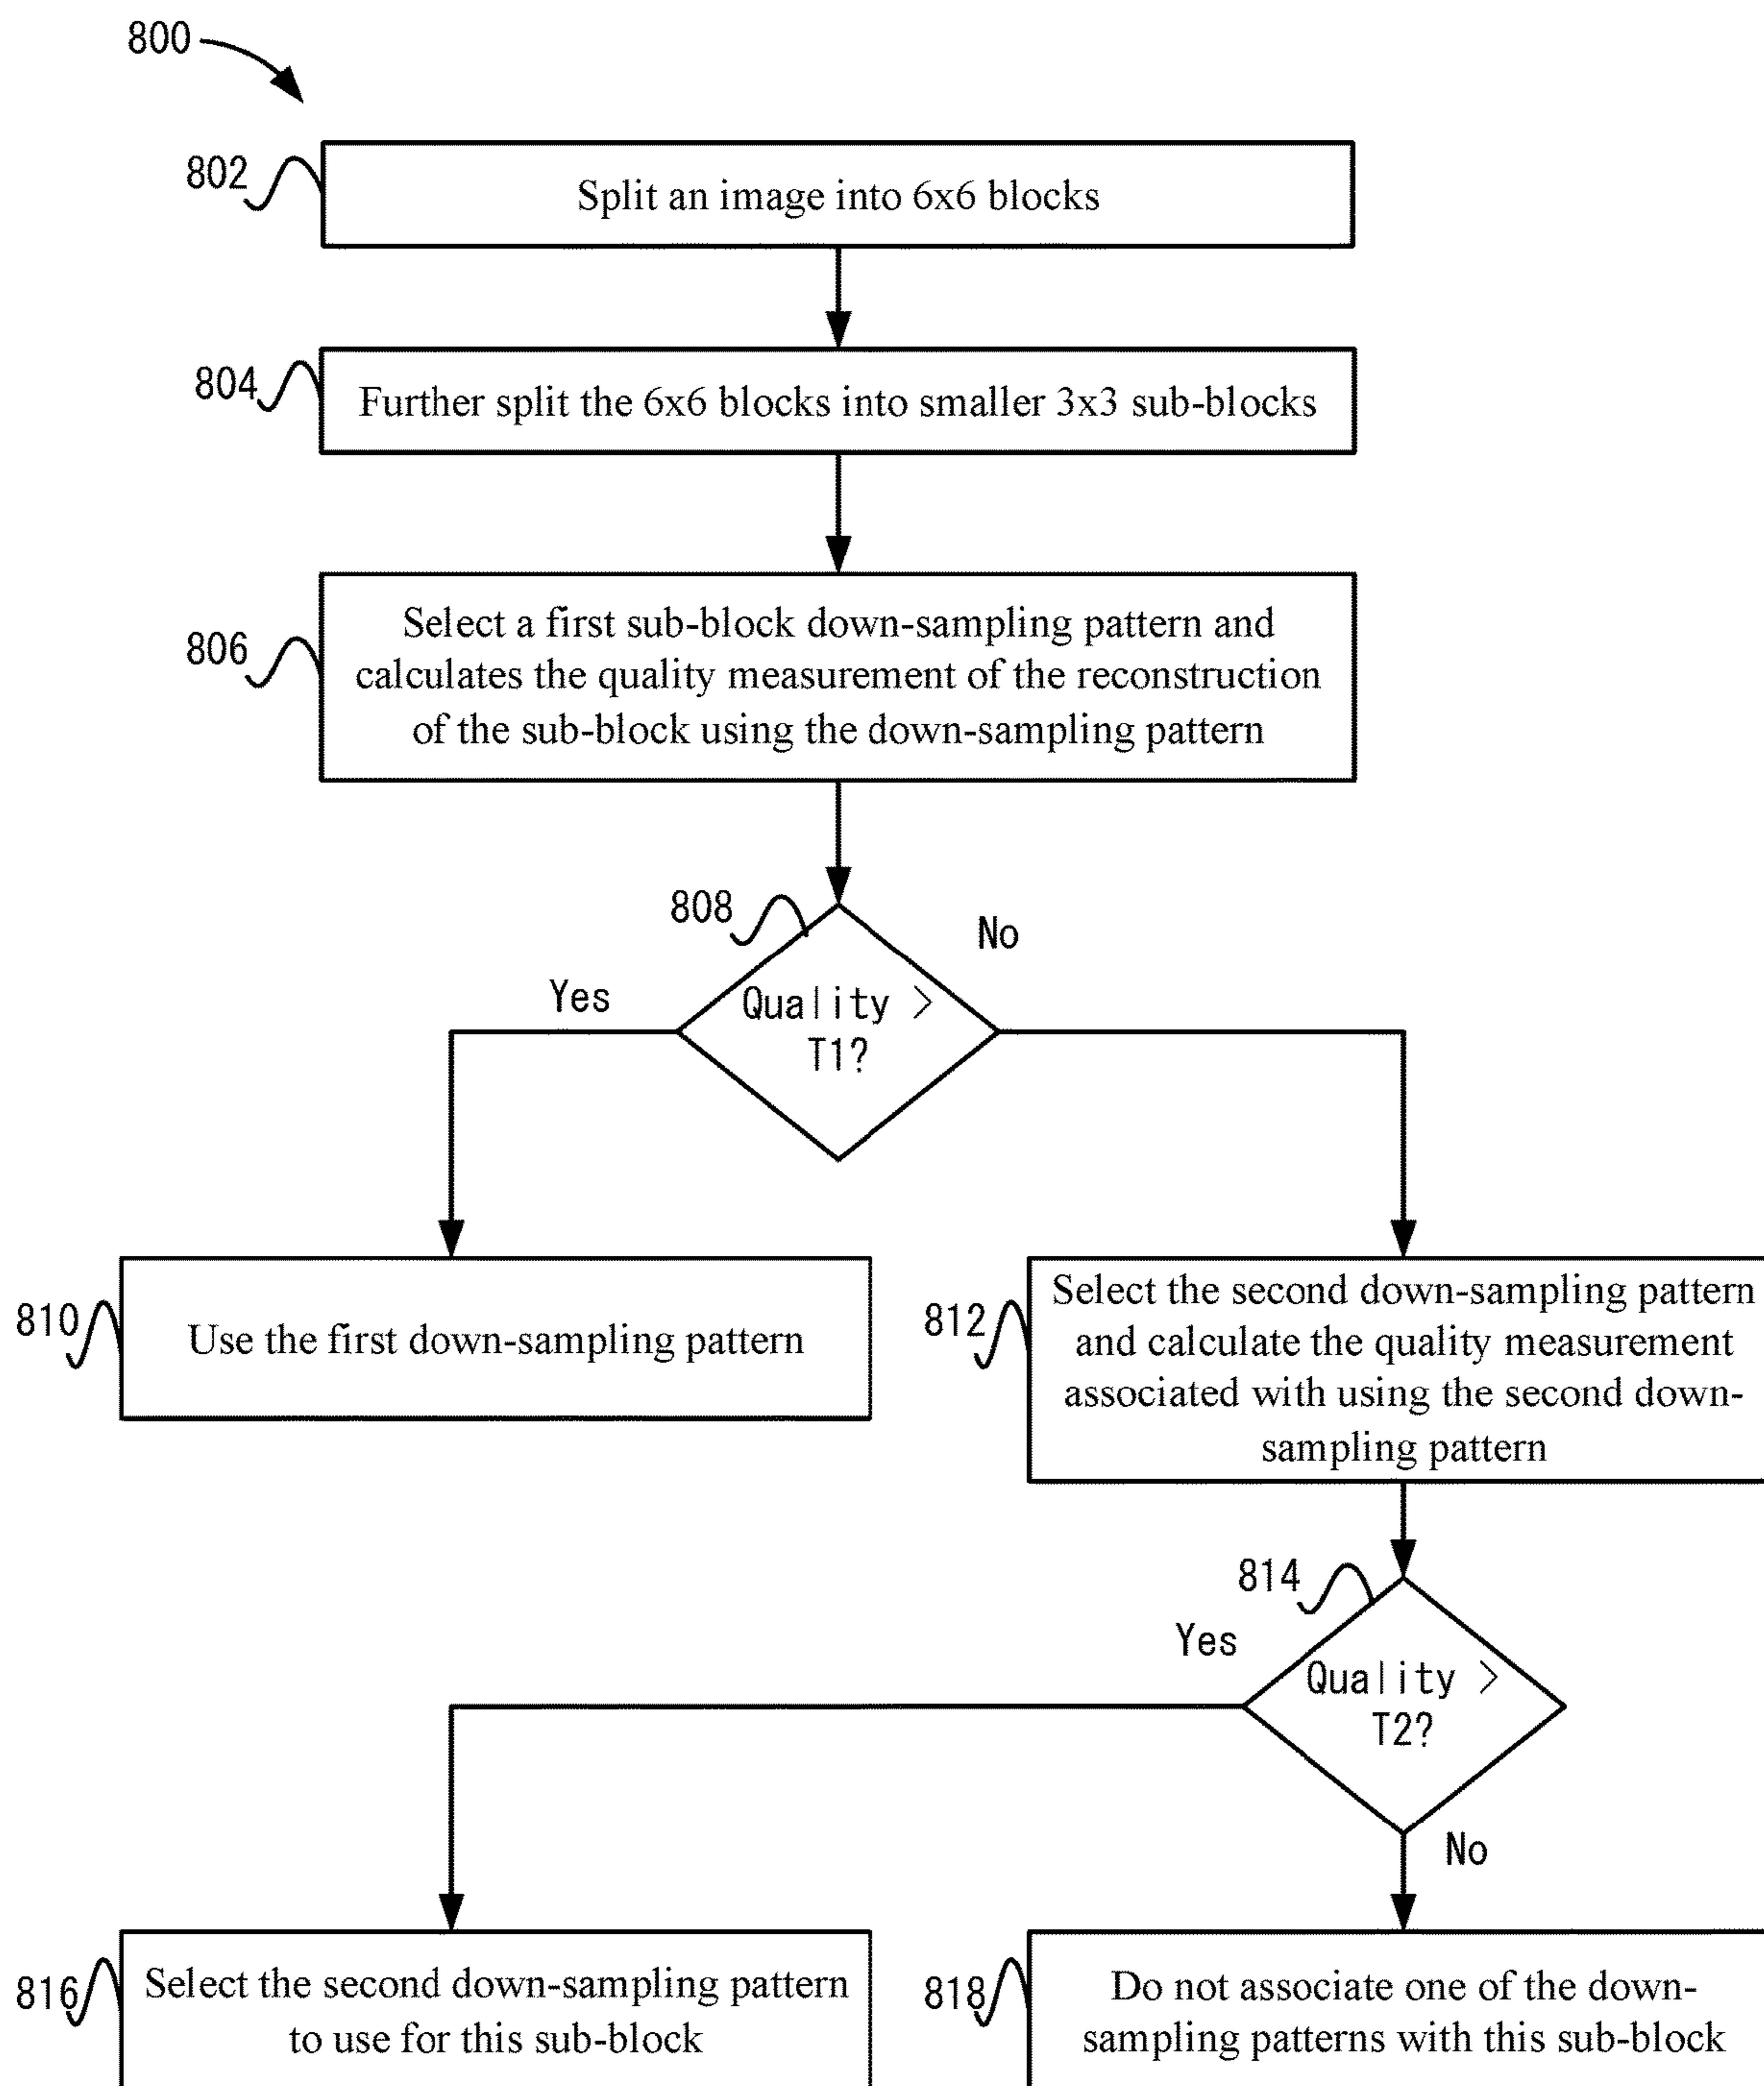 800
802
Split an image into 6x6 blocks
804
Further split the 6x6 blocks into smaller 3x3 sub-blocks
806
Select a first sub-block down-sampling pattern and
calculates the quality measurement of the reconstruction
of the sub-block using the down-sampling pattern
808
No
Yes
Quality >
T1?
810
Use the first down-sampling pattern
812
Select the second down-sampling pattern
and calculate the quality measurement
associated with using the second down-
sampling pattern
814
Yes
Quality >
T2?
No
816
Select the second down-sampling pattern
to use for this sub-block
818
Do not associate one of the down-
sampling patterns with this sub-block